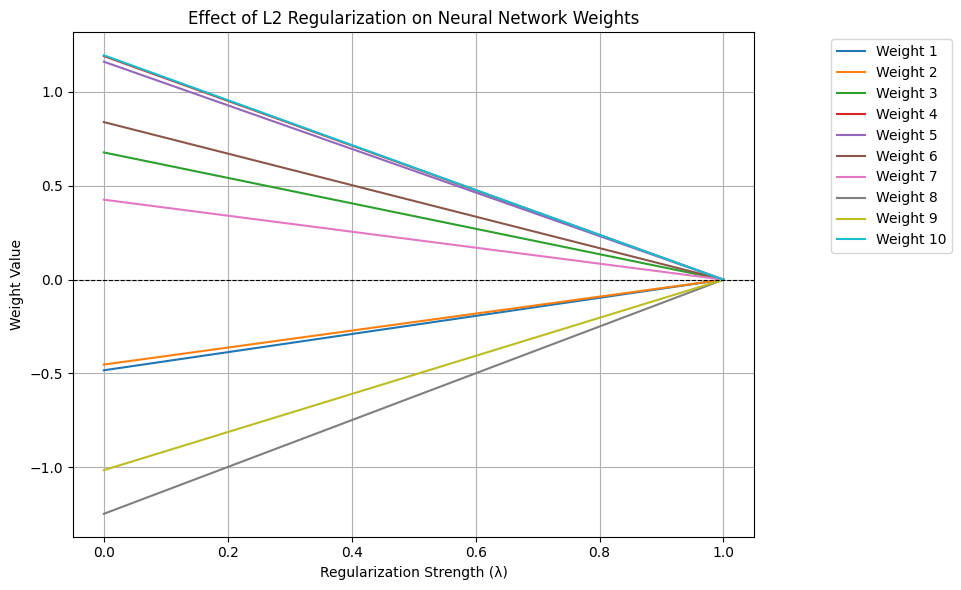 Effect of L2 Regularization on Neural Network Weights
Weight Value
1.0
0.5
0.0
−0.5
−1.0
0.0
0.2
0.4
0.6
0.8
1.0
Regularization Strength (λ)
Weight 1
Weight 2
Weight 3
Weight 4
Weight 5
Weight 6
Weight 7
Weight 8
Weight 9
Weight 10